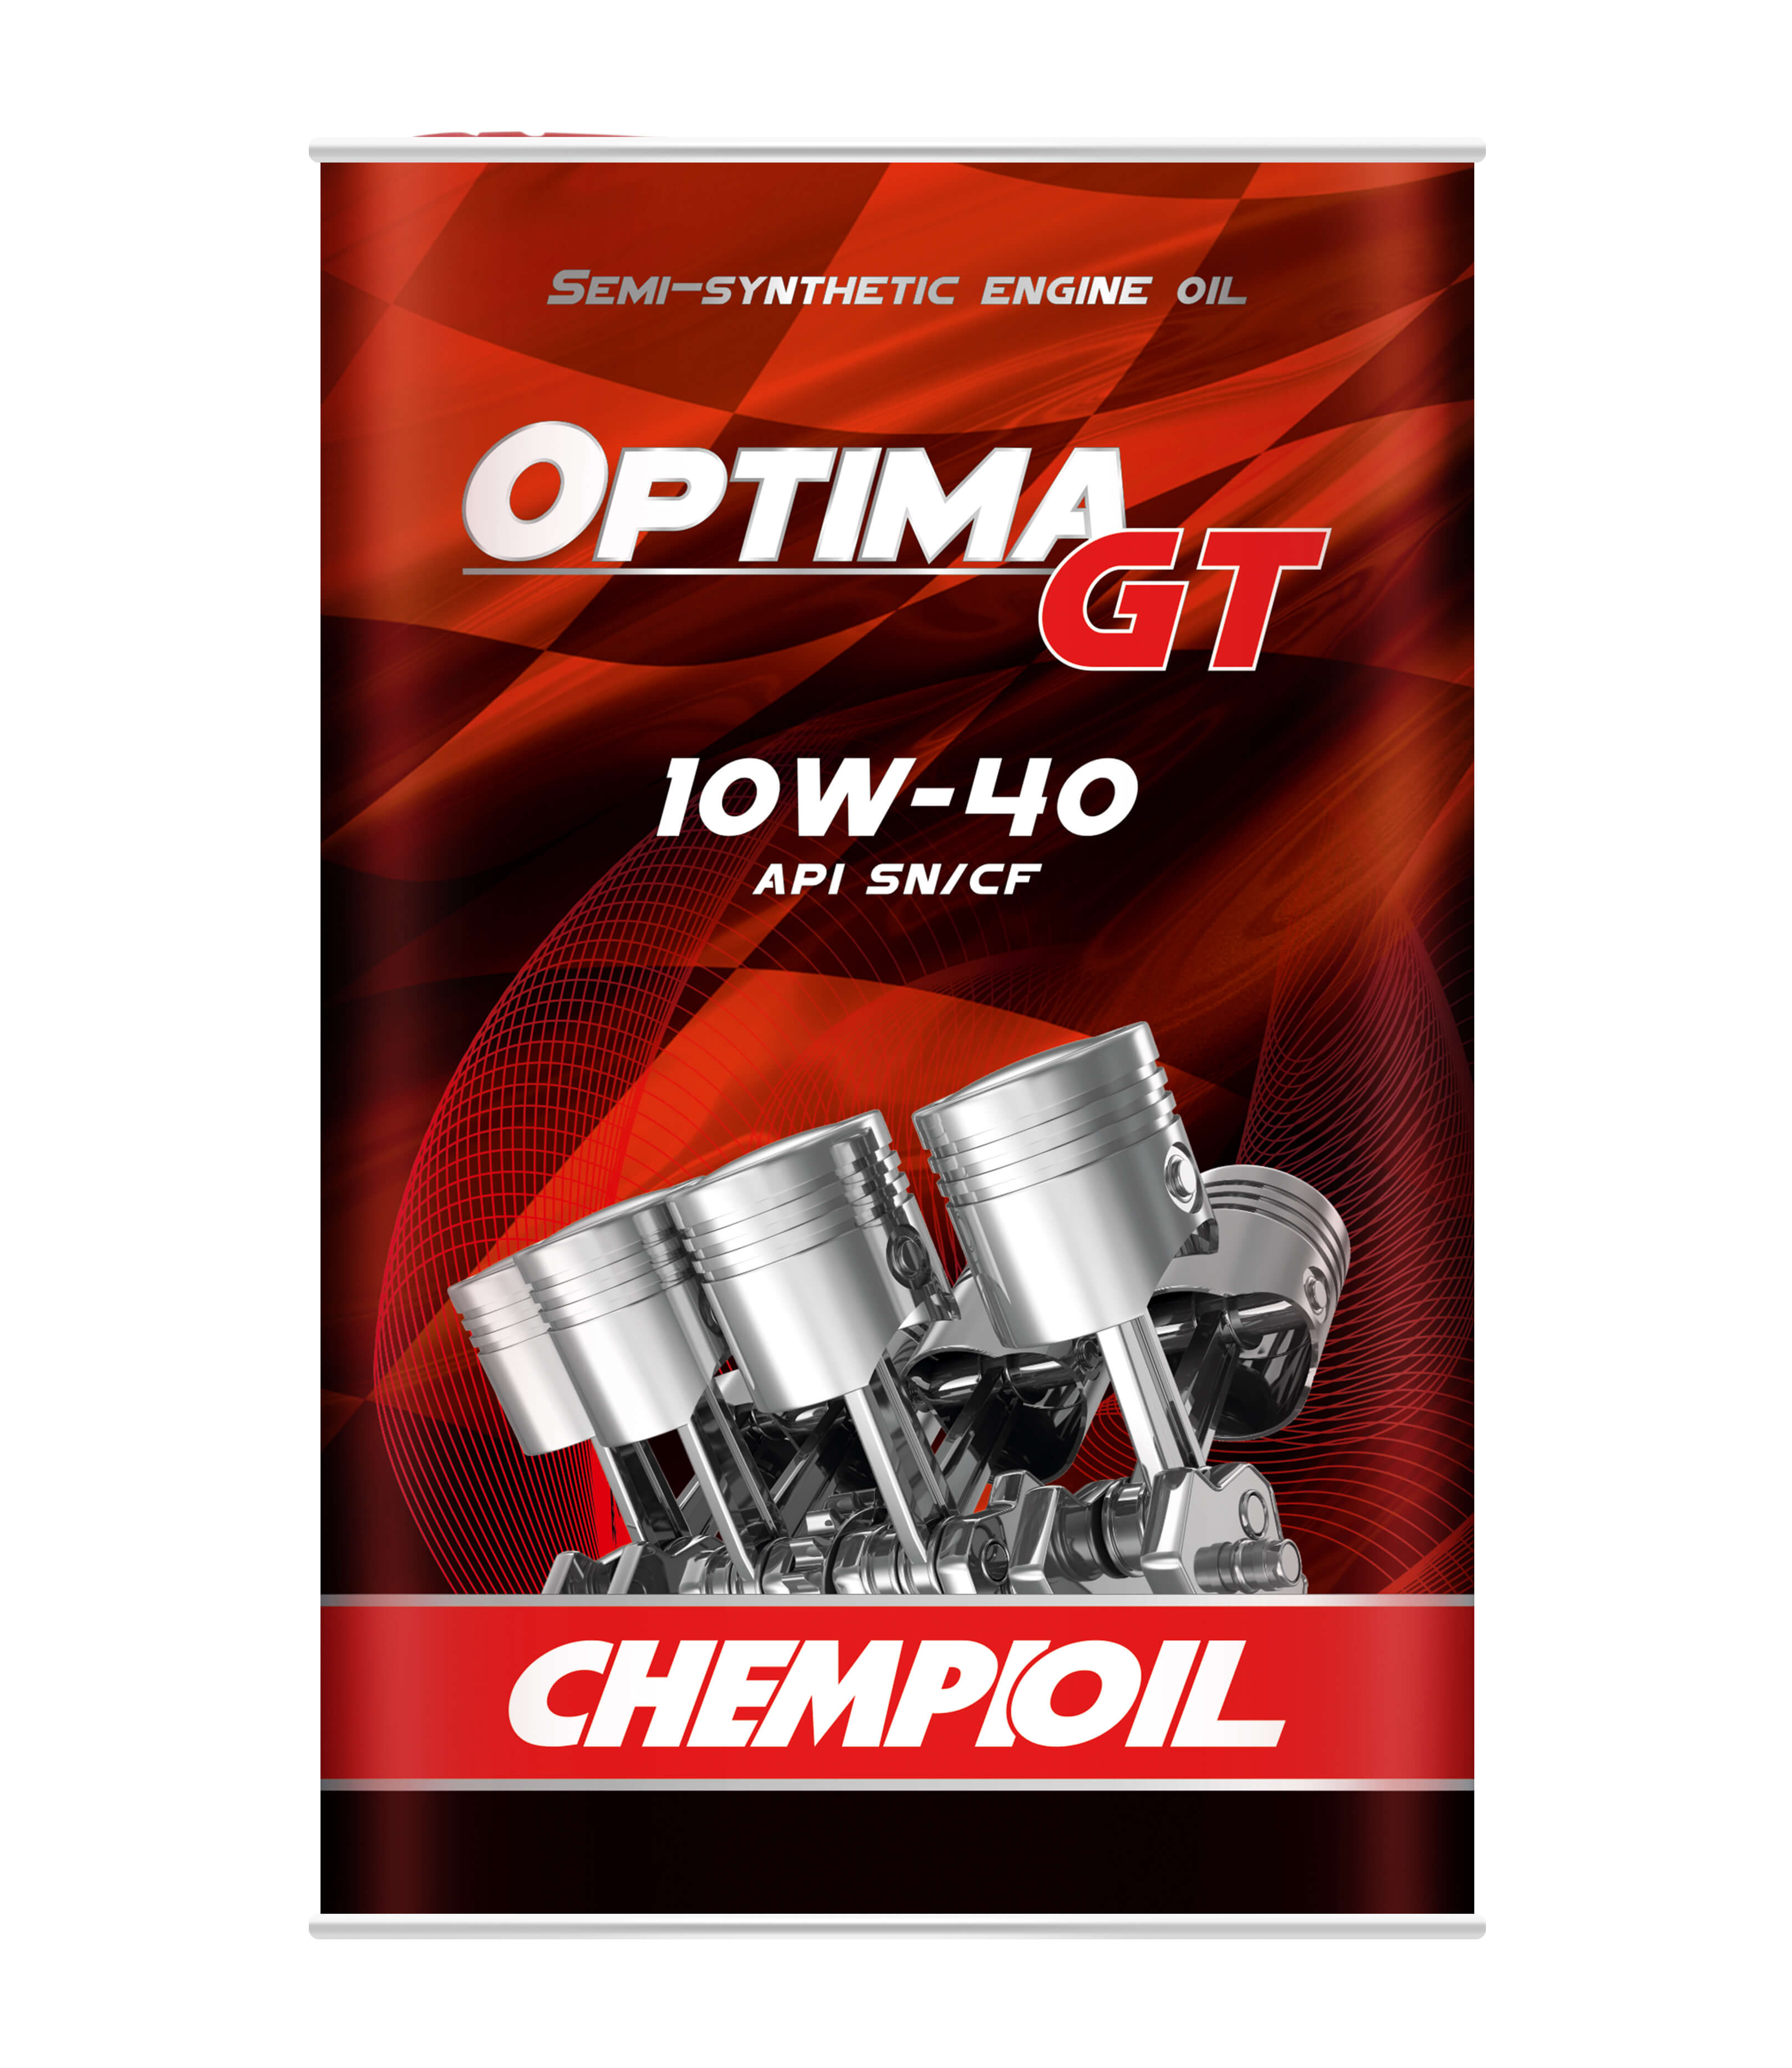 SEMI-SYNTHETIC ENGINE OIL
OPTIMA
GT
10W-40
API SN/CF
CHEMPIOIL